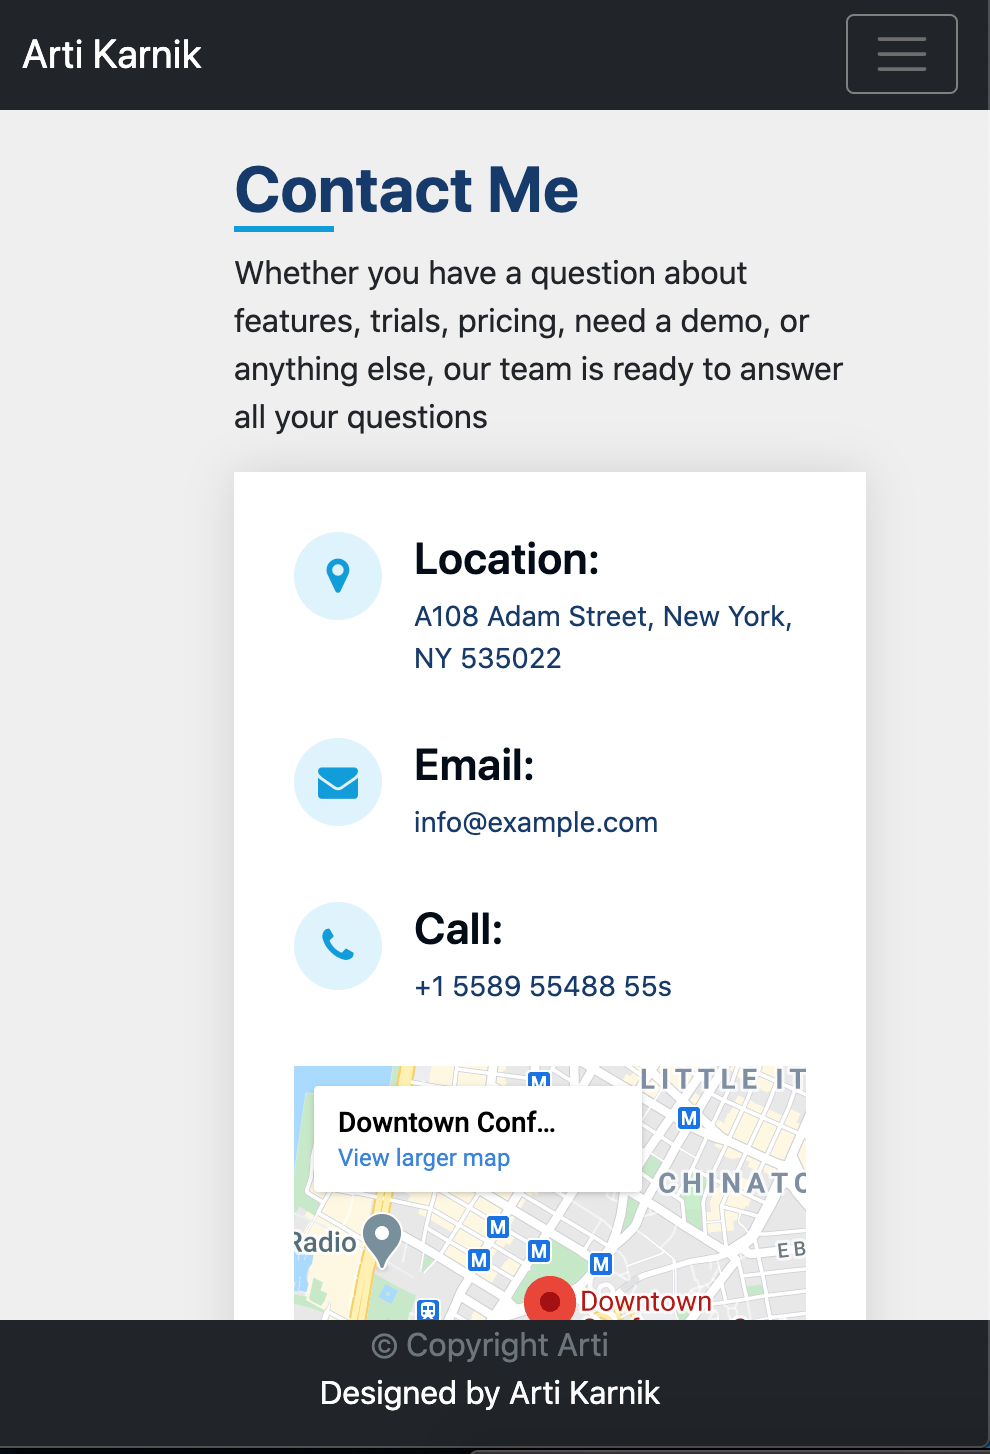 Arti Karnik
Contact Me
Whether you have a question about
features, trials, pricing, need a demo, or
anything else, our team is ready to answer
all your questions
Location:
A108 Adam Street, New York,
NY 535022
Email:
info@example.com
Call:
+1 5589 55488 55s
M
LITTLE IT
Downtown Conf...
View larger map
M
CHINATO
Radio
M
M
M
M
E B
Downtown
© Copyright Arti
Designed by Arti Karnik